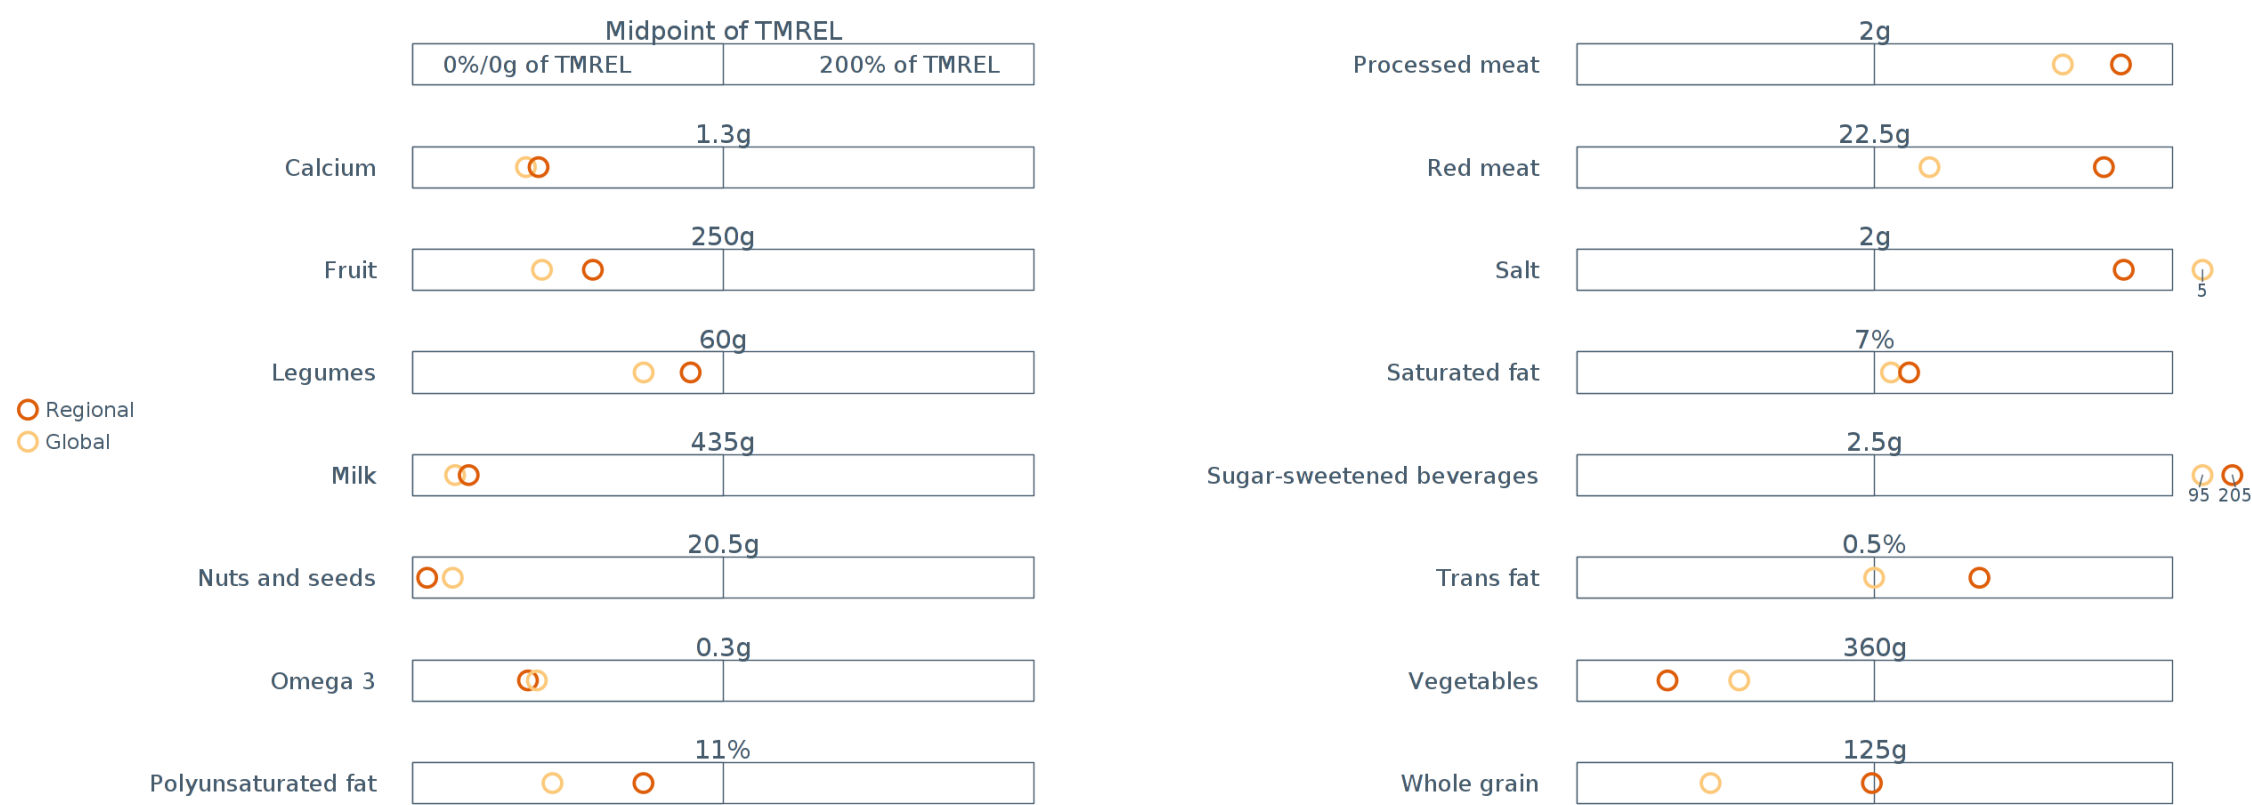 Midpoint of TMREL
0%/0g of TMREL
200% of TMREL
Calcium
1.3g
Fruit
250g
Legumes
60g
Milk
435g
Nuts and seeds
20.5g
Omega 3
0.3g
Polyunsaturated fat
11%
Regional
Global
Processed meat
2g
Red meat
22.5g
Salt
2g
5
Saturated fat
7%
Sugar-sweetened beverages
2.5g
95 205
Trans fat
0.5%
Vegetables
360g
Whole grain
125g